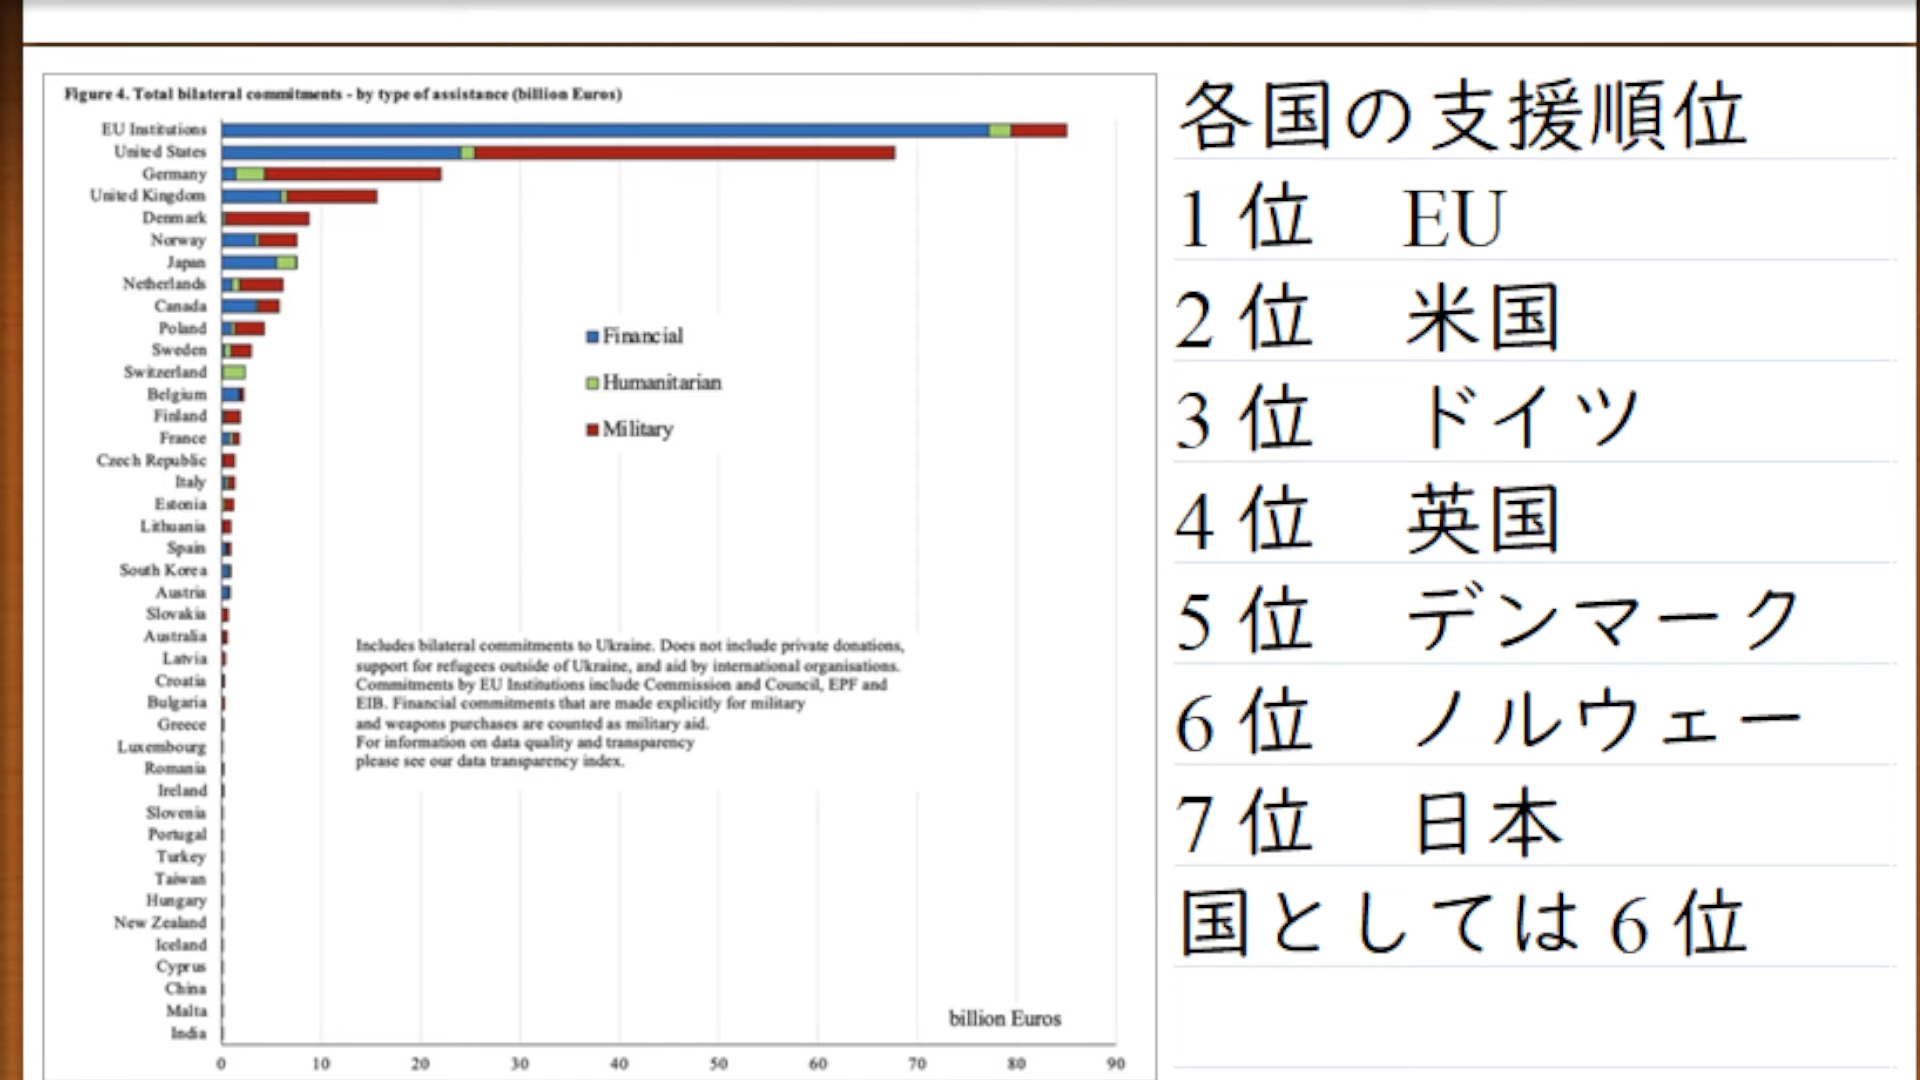 Figure 4. Total bilateral commitments - by type of assistance (billion Euros)
EU Institutions
United States
Germany
United Kingdom
Denmark
Norway
Japan
Netherlands
Canada
Poland
Sweden
Switzerland
Belgium
Finland
France
Czech Republic
Italy
Estonia
Lithuania
Spain
South Korea
Austria
Slovakia
Australia
Latvia
Croatia
Bulgaria
Greece
Luxembourg
Romania
Ireland
Slovenia
Portugal
Turkey
Taiwan
Hungary
New Zealand
Iceland
Cyprus
China
Malta
India
Financial
Humanitarian
Military
Includes bilateral commitments to Ukraine. Does not include private donations,
support for refugees outside of Ukraine, and aid by international organisations.
Commitments by EU Institutions include Commission and Council, EPF and
EIB. Financial commitments that are made explicitly for military
and weapons purchases are counted as military aid.
For information on data quality and transparency
please see our data transparency index.
billion Euros
0 10 20 30 40 50 60 70 80 90
各国の支援順位
1位 EU
2位 米国
3位 ドイツ
4位 英国
5位 デンマーク
6位 ノルウェー
7位 日本
国としては6位